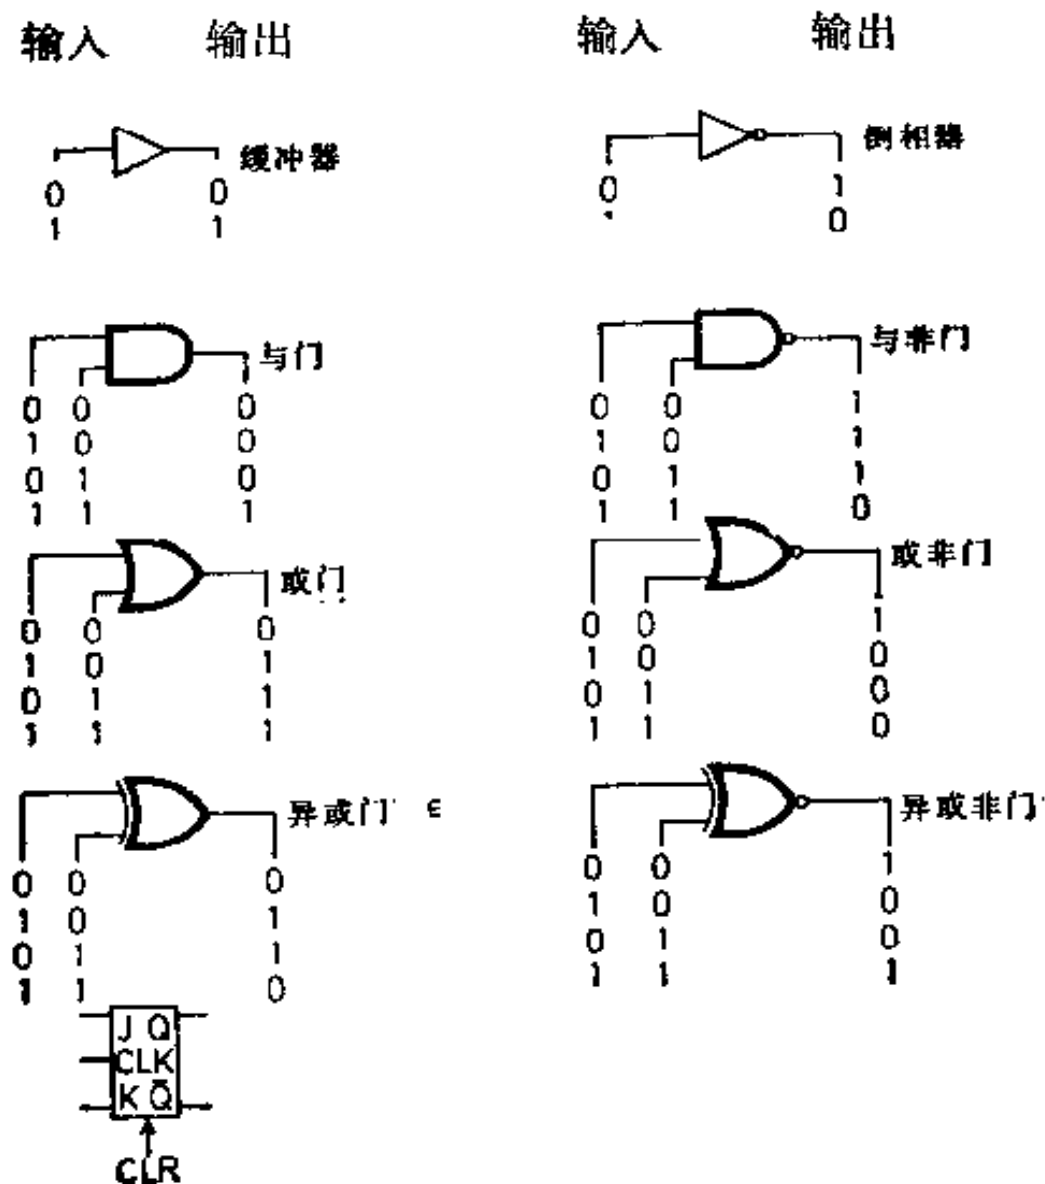 输入 输出 输入 输出
缓冲器 倒相器
0 0 0 1
1 1 1 0
与门 与非门
0 0 0 0 0 1
1 0 0 1 0 1
0 1 0 0 1 1
1 1 1 1 1 0
或门 或非门
0 0 0 0 0 1
1 0 1 1 0 0
0 1 1 0 1 0
1 1 1 1 1 0
异或门 异或非门
0 0 0 0 0 1
1 0 1 1 0 0
0 1 1 0 1 0
1 1 0 1 1 1
J Q
CLK
K Q̄
CLR